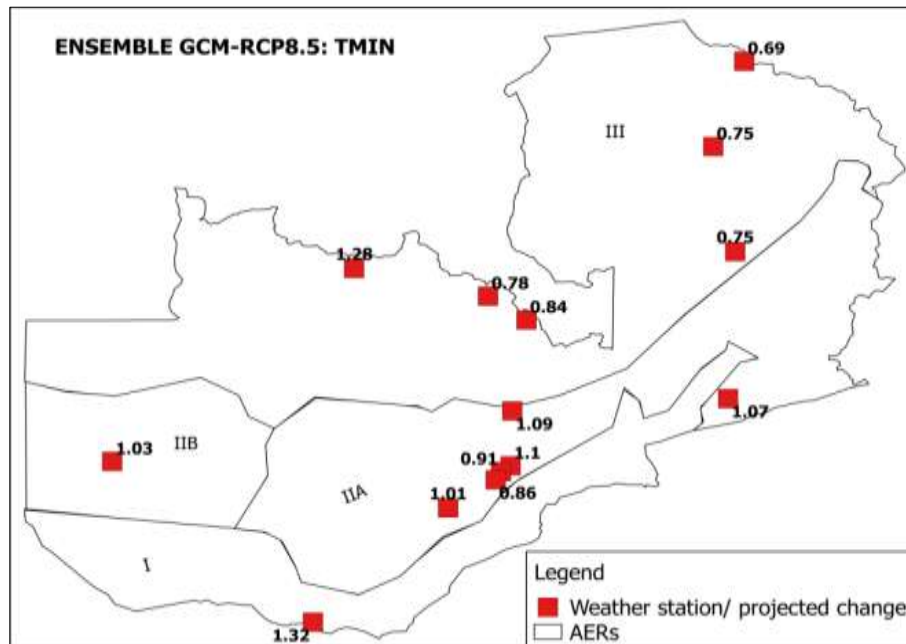 ENSEMBLE GCM-RCP8.5: TMIN
0.69
III
0.75
0.75
1.28
0.78
0.84
1.07
1.09
1.03
IIB
0.91
1.1
IIA
1.01
0.86
I
1.32
Legend
Weather station/ projected change
AERs